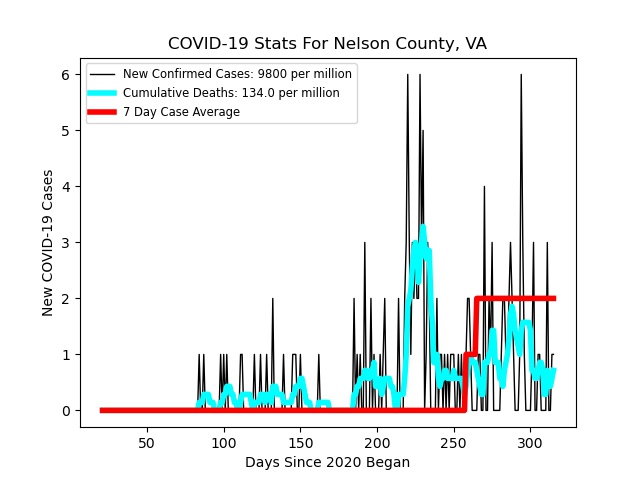 COVID-19 Stats For Nelson County, VA
New Confirmed Cases: 9800 per million
Cumulative Deaths: 134.0 per million
7 Day Case Average
New COVID-19 Cases
6
5
4
3
2
1
0
50 100 150 200 250 300
Days Since 2020 Began